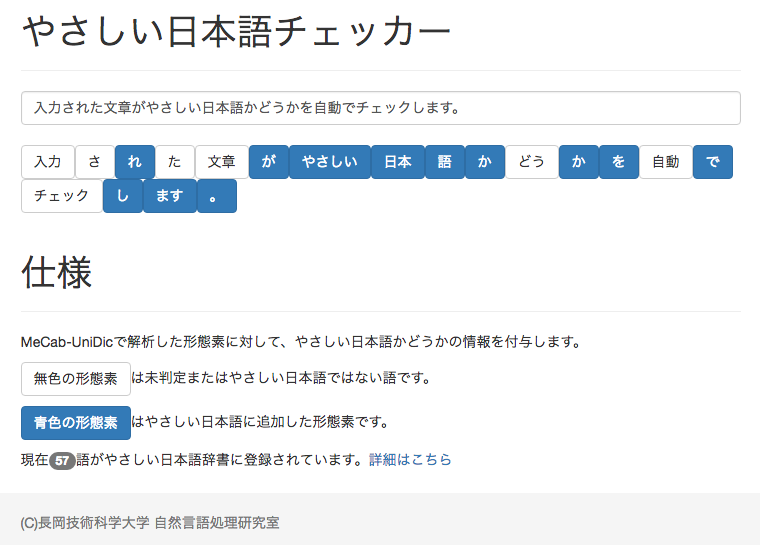 やさしい日本語チェッカー
入力された文章がやさしい日本語かどうかを自動でチェックします。
入力 さ れ た 文章 が やさしい 日本 語 か どう か を 自動 で
チェック し ます 。
仕様
MeCab-UniDicで解析した形態素に対して、やさしい日本語かどうかの情報を付与します。
無色の形態素は未判定またはやさしい日本語ではない語です。
青色の形態素はやさしい日本語に追加した形態素です。
現在57語がやさしい日本語辞書に登録されています。詳細はこちら
(C)長岡技術科学大学 自然言語処理研究室